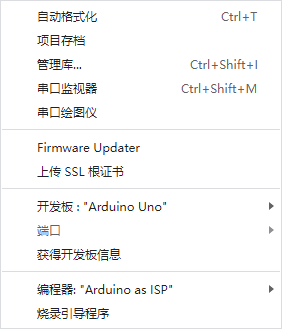 自动格式化 Ctrl+T
项目存档
管理库... Ctrl+Shift+I
串口监视器 Ctrl+Shift+M
串口绘图仪
Firmware Updater
上传 SSL 根证书
开发板 : "Arduino Uno"
端口
获得开发板信息
编程器: "Arduino as ISP"
烧录引导程序